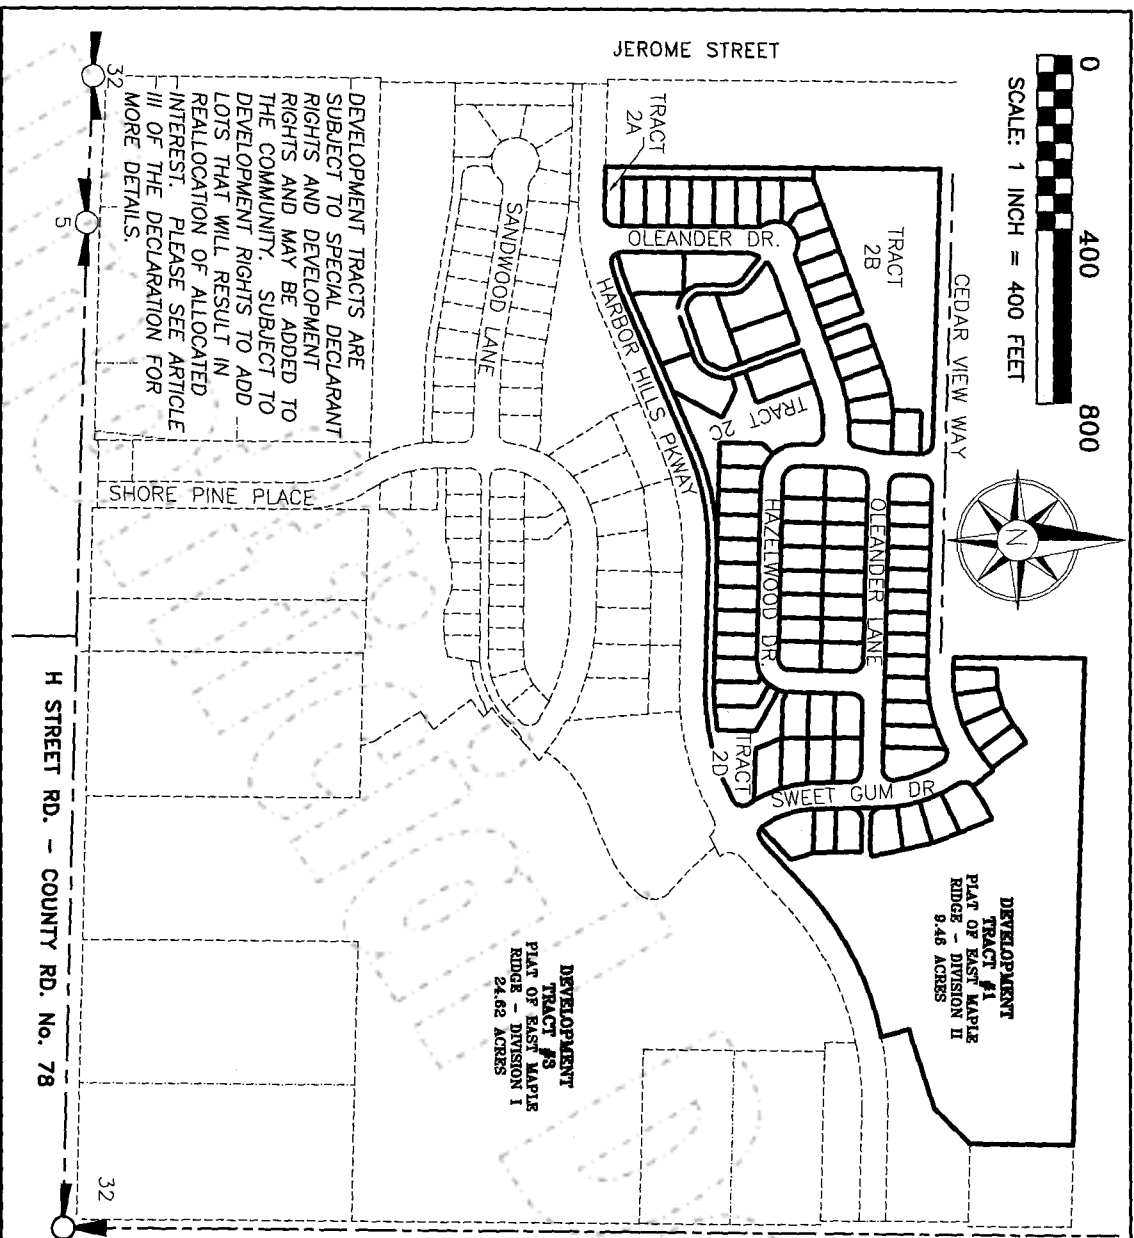 JEROME STREET
0
400
800
SCALE: 1 INCH = 400 FEET
CEDAR VIEW WAY
N
TRACT
2A
TRACT
2B
OLEANDER DR.
HARBOR HILLS PKWAY
TRACT 2C
OLEANDER LANE
HAZELWOOD DR.
TRACT
2D
SWEET GUM DR
SANDWOOD LANE
SHORE PINE PLACE
DEVELOPMENT TRACTS ARE
SUBJECT TO SPECIAL DECLARANT
RIGHTS AND DEVELOPMENT
RIGHTS AND MAY BE ADDED TO
THE COMMUNITY. SUBJECT TO
DEVELOPMENT RIGHTS TO ADD
LOTS THAT WILL RESULT IN
REALLOCATION OF ALLOCATED
INTEREST. PLEASE SEE ARTICLE
III OF THE DECLARATION FOR
MORE DETAILS.
DEVELOPMENT
TRACT #1
PLAT OF EAST MAPLE
RIDGE - DIVISION II
9.46 ACRES
DEVELOPMENT
TRACT #3
PLAT OF EAST MAPLE
RIDGE - DIVISION I
24.62 ACRES
32
5
H STREET RD. - COUNTY RD. No. 78
32